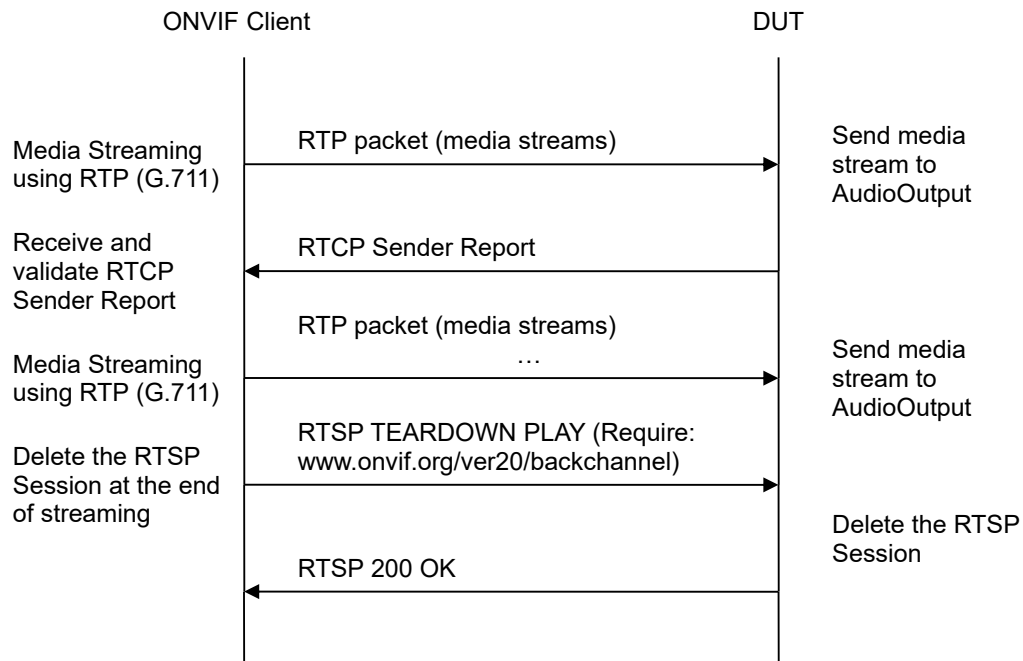 ONVIF Client
DUT
Media Streaming
using RTP (G.711)
RTP packet (media streams)
Send media
stream to
AudioOutput
Receive and
validate RTCP
Sender Report
RTCP Sender Report
Media Streaming
using RTP (G.711)
RTP packet (media streams)
…
Send media
stream to
AudioOutput
Delete the RTSP
Session at the end
of streaming
RTSP TEARDOWN PLAY (Require:
www.onvif.org/ver20/backchannel)
Delete the RTSP
Session
RTSP 200 OK